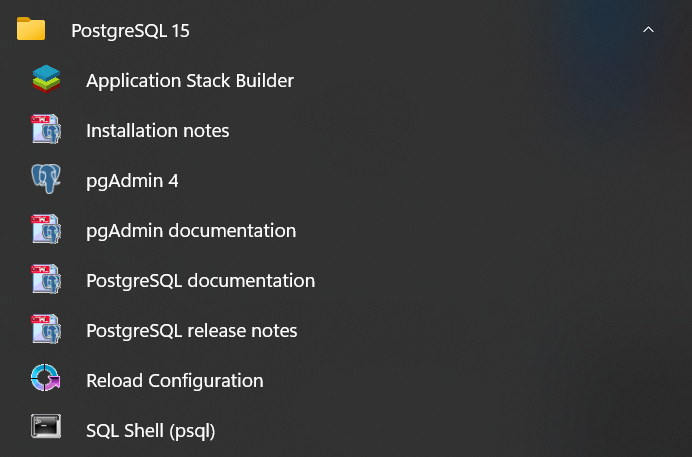 PostgreSQL 15
Application Stack Builder
Installation notes
pgAdmin 4
pgAdmin documentation
PostgreSQL documentation
PostgreSQL release notes
Reload Configuration
SQL Shell (psql)